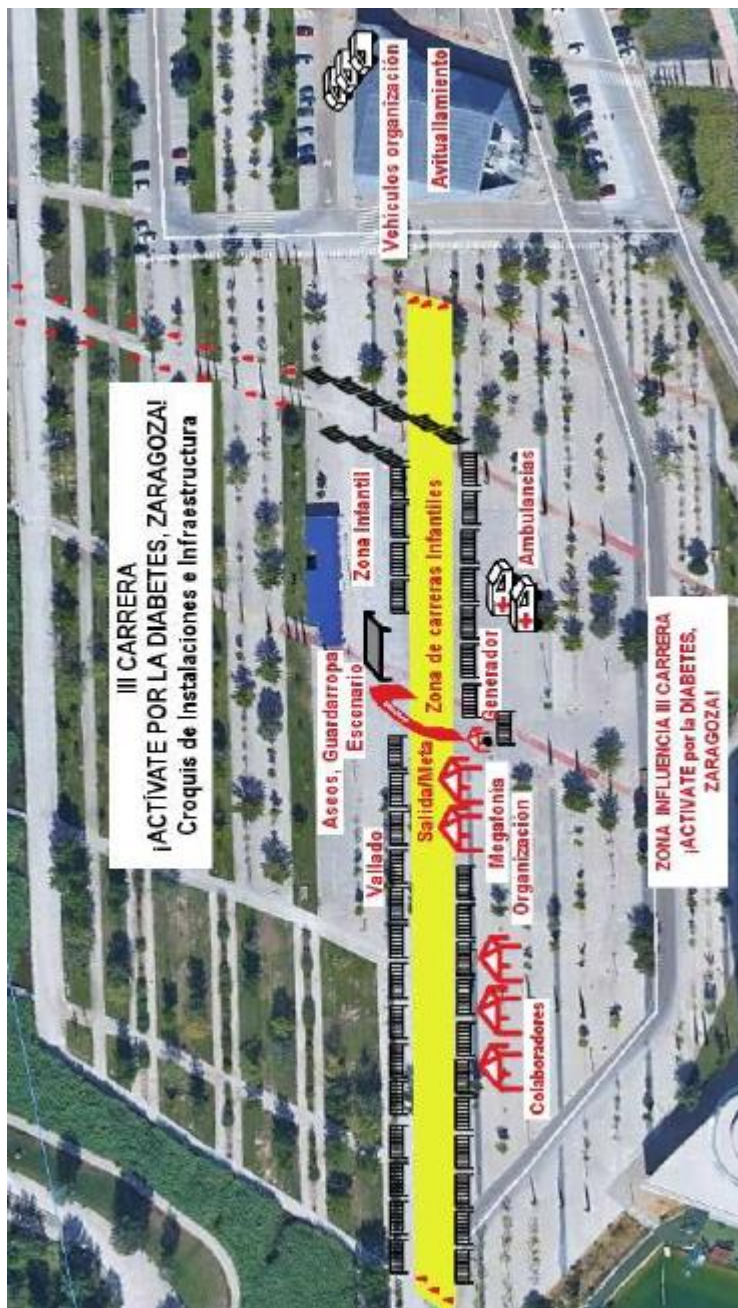 III CARRERA
¡ACTÍVATE POR LA DIABETES, ZARAGOZA!
Croquis de Instalaciones e Infraestructura
Aseos, Guardarropa
Escenario
Zona Infantil
Vehículos organización
Avituallamiento
Vallado
Salida/Meta
Zona de carreras Infantiles
Megafonía
Organización
Generador
Ambulancias
Colaboradores
ZONA INFLUENCIA III CARRERA
¡ACTIVATE por la DIABETES,
ZARAGOZA!